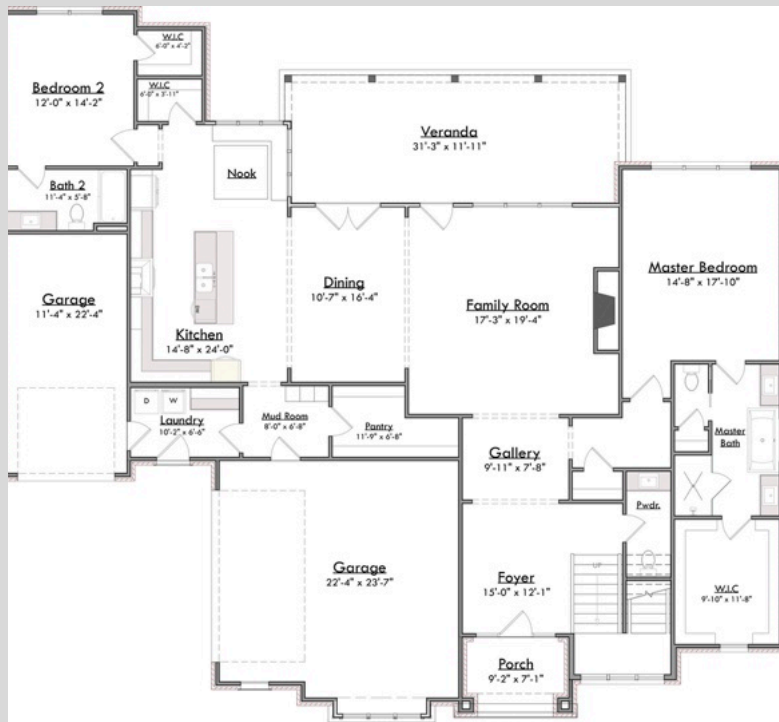 W.I.C
6'-0" x 4'-2"
Bedroom 2
12'-0" x 14'-2"
W.I.C
6'-0" x 3'-11"
Veranda
31'-3" x 11'-11"
Nook
Bath 2
11'-4" x 5'-8"
Garage
11'-4" x 22'-4"
Dining
10'-7" x 16'-4"
Family Room
17'-3" x 19'-4"
Master Bedroom
14'-8" x 17'-10"
Kitchen
14'-8" x 24'-0"
D
W
Laundry
10'-2" x 6'-6"
Mud Room
8'-0" x 6'-8"
Pantry
11'-9" x 6'-8"
Gallery
9'-11" x 7'-8"
Master
Bath
Pwdr.
Garage
22'-4" x 23'-7"
Foyer
15'-0" x 12'-1"
UP
W.I.C
9'-10" x 11'-8"
Porch
9'-2" x 7'-1"